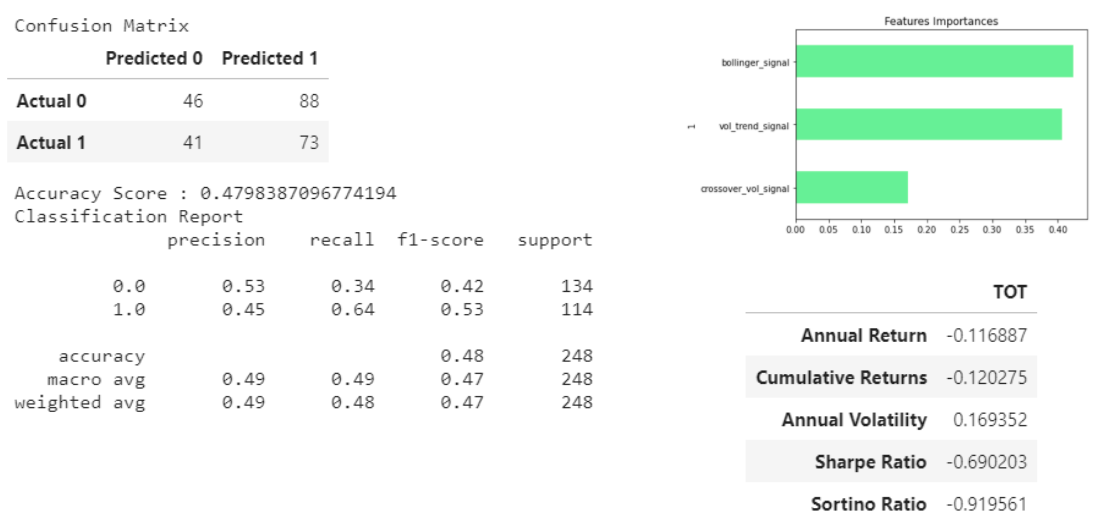 Confusion Matrix
Predicted 0 Predicted 1
Actual 0 46 88
Actual 1 41 73
Accuracy Score : 0.4798387096774194
Classification Report
precision recall f1-score support
0.0 0.53 0.34 0.42 134
1.0 0.45 0.64 0.53 114
accuracy 0.48 248
macro avg 0.49 0.49 0.47 248
weighted avg 0.49 0.48 0.47 248
Features Importances
bollinger_signal
1
vol_trend_signal
crossover_vol_signal
0.00 0.05 0.10 0.15 0.20 0.25 0.30 0.35 0.40
TOT
Annual Return -0.116887
Cumulative Returns -0.120275
Annual Volatility 0.169352
Sharpe Ratio -0.690203
Sortino Ratio -0.919561